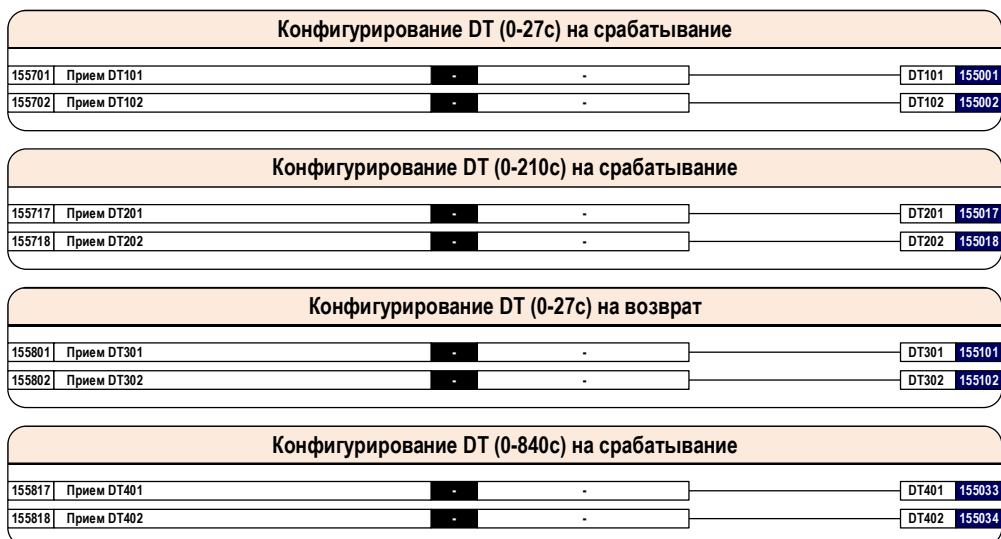 Конфигурирование DT (0-27с) на срабатывание
155701 Прием DT101 - - DT101 155001
155702 Прием DT102 - - DT102 155002
Конфигурирование DT (0-210с) на срабатывание
155717 Прием DT201 - - DT201 155017
155718 Прием DT202 - - DT202 155018
Конфигурирование DT (0-27с) на возврат
155801 Прием DT301 - - DT301 155101
155802 Прием DT302 - - DT302 155102
Конфигурирование DT (0-840с) на срабатывание
155817 Прием DT401 - - DT401 155033
155818 Прием DT402 - - DT402 155034